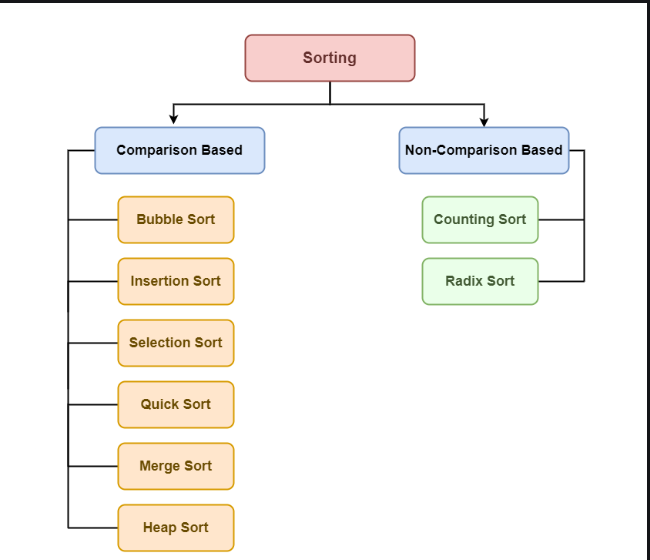 Sorting
Comparison Based
Non-Comparison Based
Bubble Sort
Counting Sort
Insertion Sort
Radix Sort
Selection Sort
Quick Sort
Merge Sort
Heap Sort